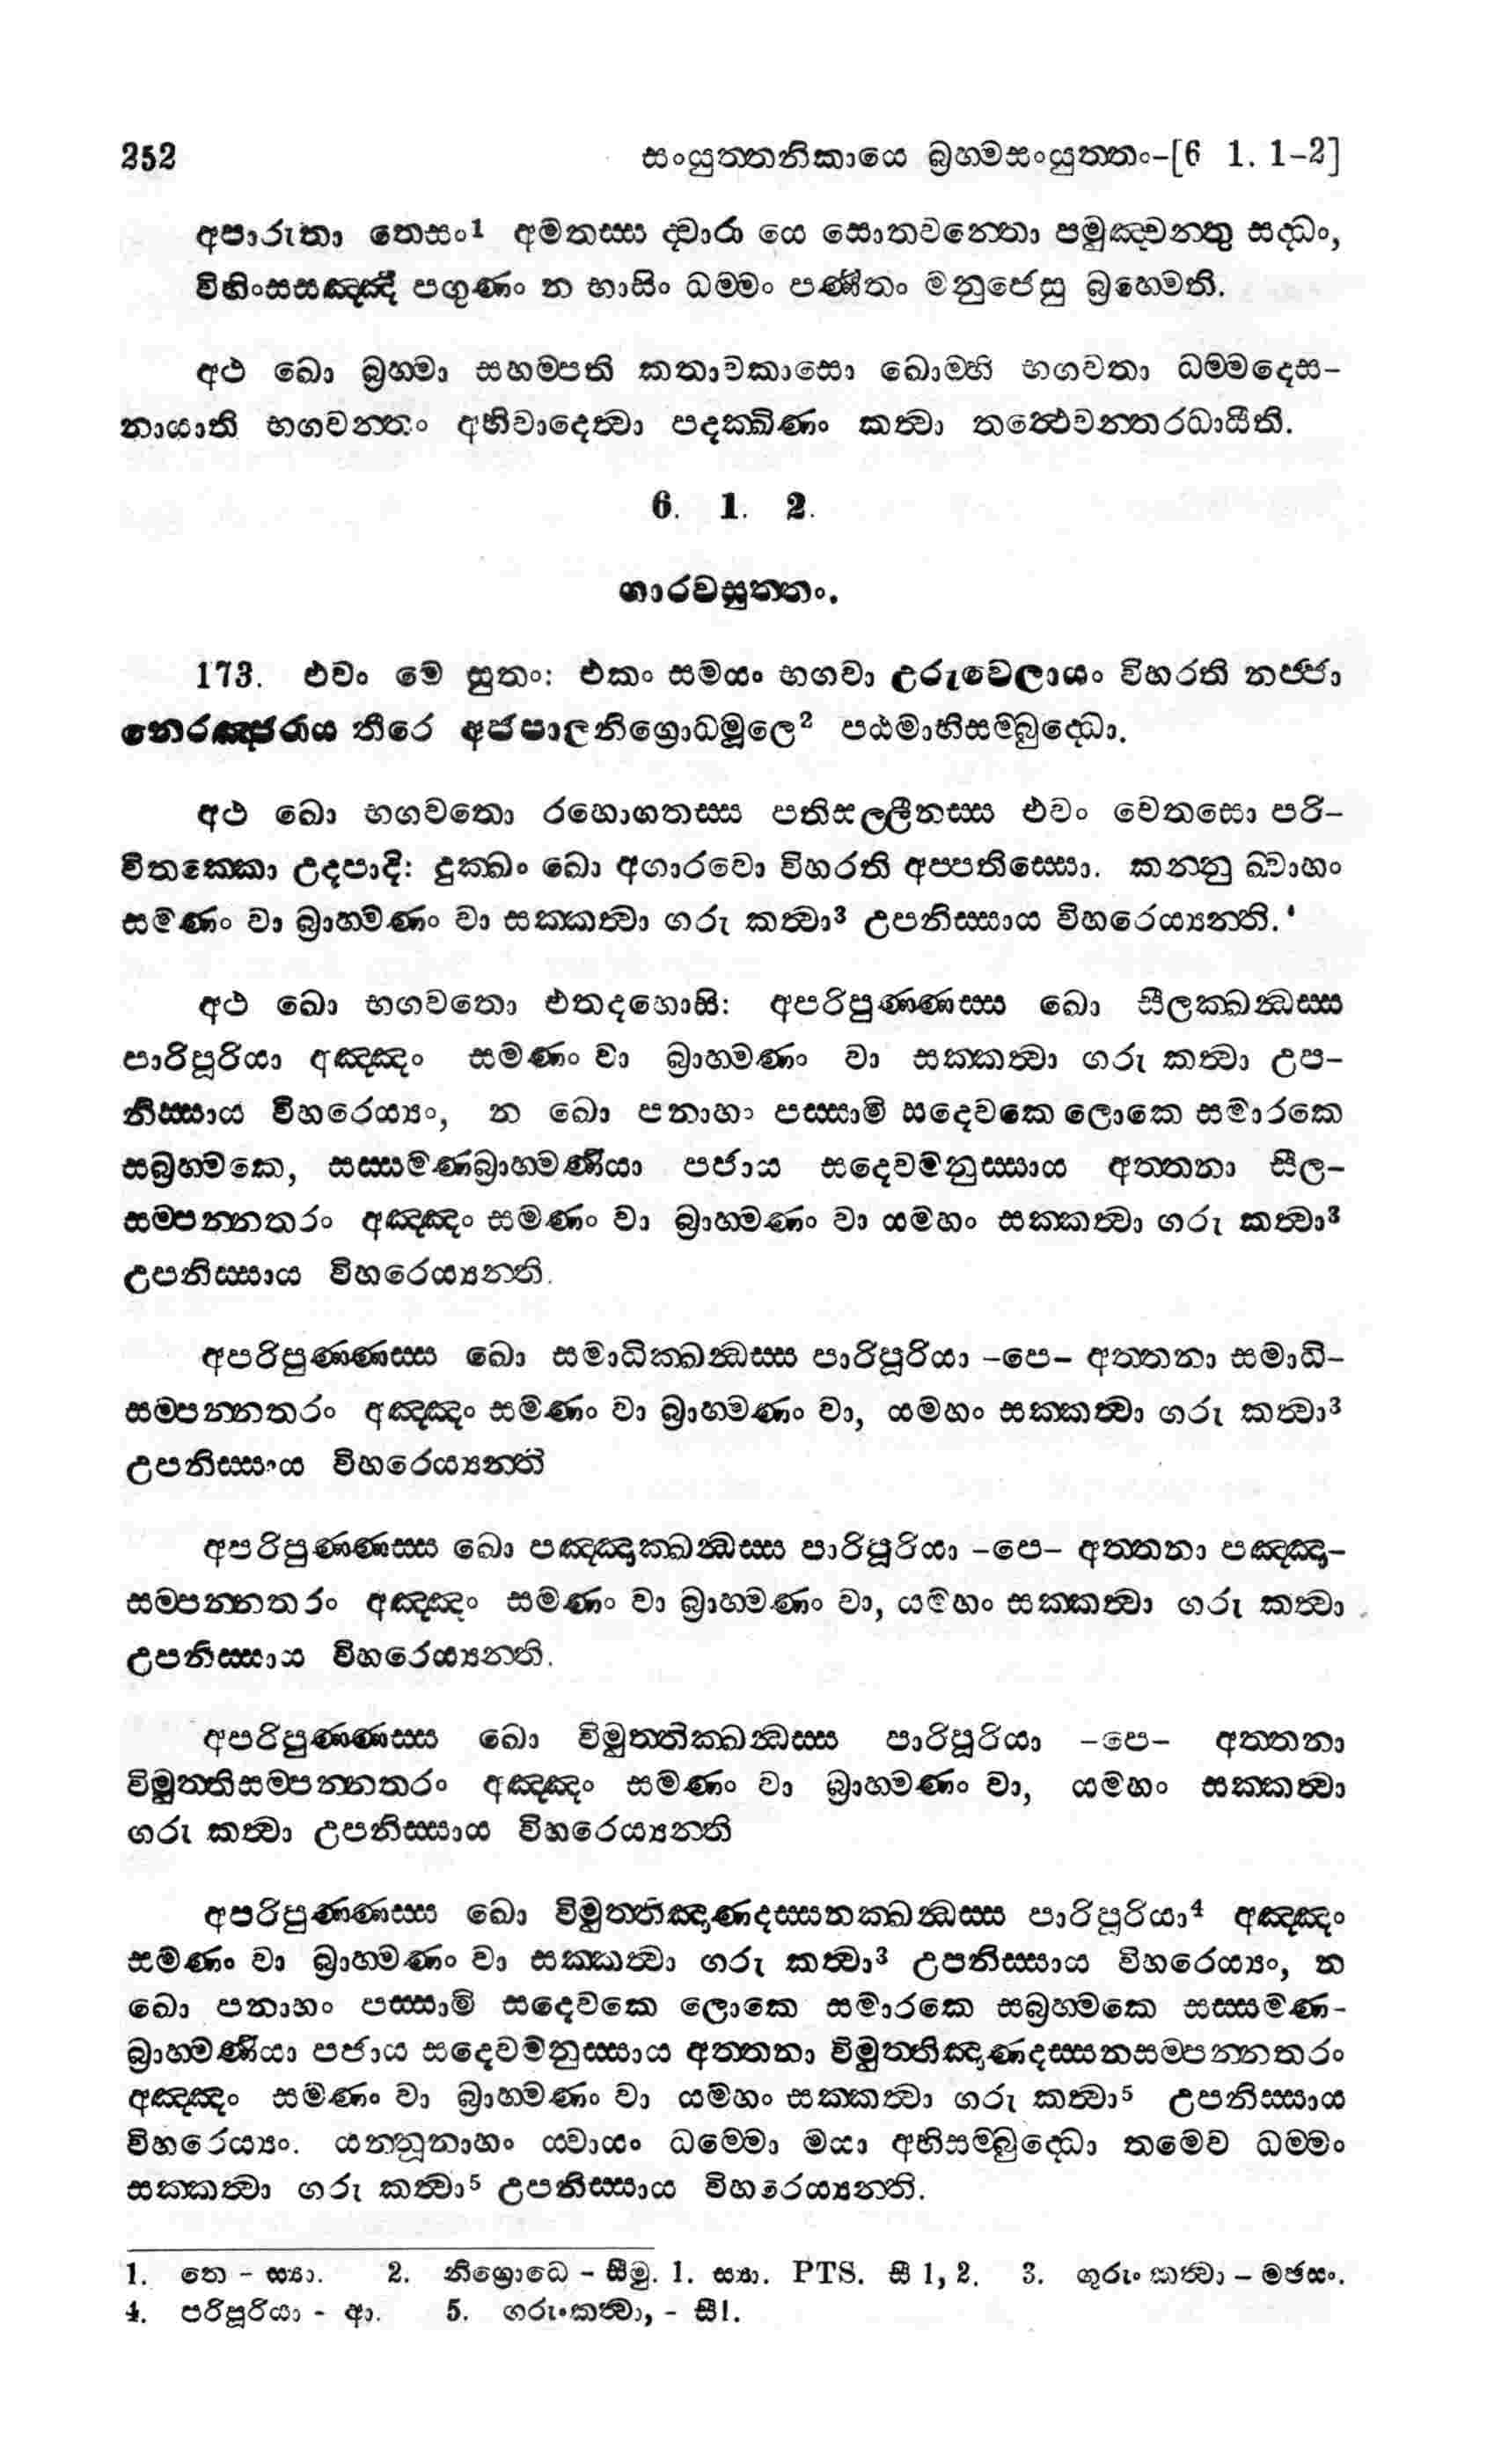 252 සංයුත්තනිකායෙ බ්‍රහ්මසංයුත්තං-[6 1. 1-2]
අපාරුතා තෙසං1 අමතස්ස ද්වාරා යෙ සොතවන්තො පමුඤ්චන්තු සද්ධං,
විහිංසසඤ්ඤී පගුණං න භාසිං ධම්මං පණීතං මනුජෙසු බ්‍රහ්මෙති.
අථ ඛො බ්‍රහ්මා සහම්පති කතාවකාසො ඛොම්හි භගවතා ධම්මදෙස-
නායාති භගවන්තං අභිවාදෙත්වා පදක්ඛිණං කත්වා තත්ථෙවන්තරධායීති.
6. 1. 2.
ගාරවසුත්තං.
173. එවං මෙ සුතං: එකං සමයං භගවා උරුවෙලායං විහරති නජ්ජා
නෙරඤ්ජරාය තීරෙ අජපාලනිග්‍රොධමූලෙ2 පඨමාභිසම්බුද්ධො.
අථ ඛො භගවතො රහොගතස්ස පතිසල්ලීනස්ස එවං චෙතසො පරි-
විතක්කො උදපාදි: දුක්ඛං ඛො අගාරවො විහරති අප්පතිස්සො. කන්නු ඛ්වාහං
සමණං වා බ්‍රාහ්මණං වා සක්කත්වා ගරු කත්වා3 උපනිස්සාය විහරෙය්‍යන්ති.
අථ ඛො භගවතො එතදහොසි: අපරිපුණ්ණස්ස ඛො සීලක්ඛන්ධස්ස
පාරිපූරියා අඤ්ඤං සමණං වා බ්‍රාහ්මණං වා සක්කත්වා ගරු කත්වා උප-
නිස්සාය විහරෙය්‍යං, න ඛො පනාහං පස්සාමි සදෙවකෙ ලොකෙ සමාරකෙ
සබ්‍රහ්මකෙ, සස්සමණබ්‍රාහ්මණියා පජාය සදෙවමනුස්සාය අත්තනා සීල-
සම්පන්නතරං අඤ්ඤං සමණං වා බ්‍රාහ්මණං වා යමහං සක්කත්වා ගරු කත්වා3
උපනිස්සාය විහරෙය්‍යන්ති.
අපරිපුණ්ණස්ස ඛො සමාධික්ඛන්ධස්ස පාරිපූරියා -පෙ- අත්තනා සමාධි-
සම්පන්නතරං අඤ්ඤං සමණං වා බ්‍රාහ්මණං වා, යමහං සක්කත්වා ගරු කත්වා3
උපනිස්සාය විහරෙය්‍යන්ති
අපරිපුණ්ණස්ස ඛො පඤ්ඤාක්ඛන්ධස්ස පාරිපූරියා -පෙ- අත්තනා පඤ්ඤා-
සම්පන්නතරං අඤ්ඤං සමණං වා බ්‍රාහ්මණං වා, යමහං සක්කත්වා ගරු කත්වා
උපනිස්සාය විහරෙය්‍යන්ති.
අපරිපුණ්ණස්ස ඛො විමුත්තික්ඛන්ධස්ස පාරිපූරියා -පෙ- අත්තනා
විමුත්තිසම්පන්නතරං අඤ්ඤං සමණං වා බ්‍රාහ්මණං වා, යමහං සක්කත්වා
ගරු කත්වා උපනිස්සාය විහරෙය්‍යන්ති
අපරිපුණ්ණස්ස ඛො විමුත්තිඤාණදස්සනක්ඛන්ධස්ස පාරිපූරියා4 අඤ්ඤං
සමණං වා බ්‍රාහ්මණං වා සක්කත්වා ගරු කත්වා3 උපනිස්සාය විහරෙය්‍යං, න
ඛො පනාහං පස්සාමි සදෙවකෙ ලොකෙ සමාරකෙ සබ්‍රහ්මකෙ සස්සමණ-
බ්‍රාහ්මණියා පජාය සදෙවමනුස්සාය අත්තනා විමුත්තිඤාණදස්සනසම්පන්නතරං
අඤ්ඤං සමණං වා බ්‍රාහ්මණං වා යමහං සක්කත්වා ගරු කත්වා5 උපනිස්සාය
විහරෙය්‍යං. යන්නූනාහං ය්වායං ධම්මො මයා අභිසම්බුද්ධො තමෙව ධම්මං
සක්කත්වා ගරු කත්වා5 උපනිස්සාය විහරෙය්‍යන්ති.
1. තෙ - ස්‍යා. 2. නිග්‍රොධෙ - සීමු. 1. ස්‍යා. PTS. සී 1, 2. 3. ගුරුං කත්වා - මඡසං.
4. පරිපූරියා - ආ. 5. ගරුංකත්වා, - සී1.